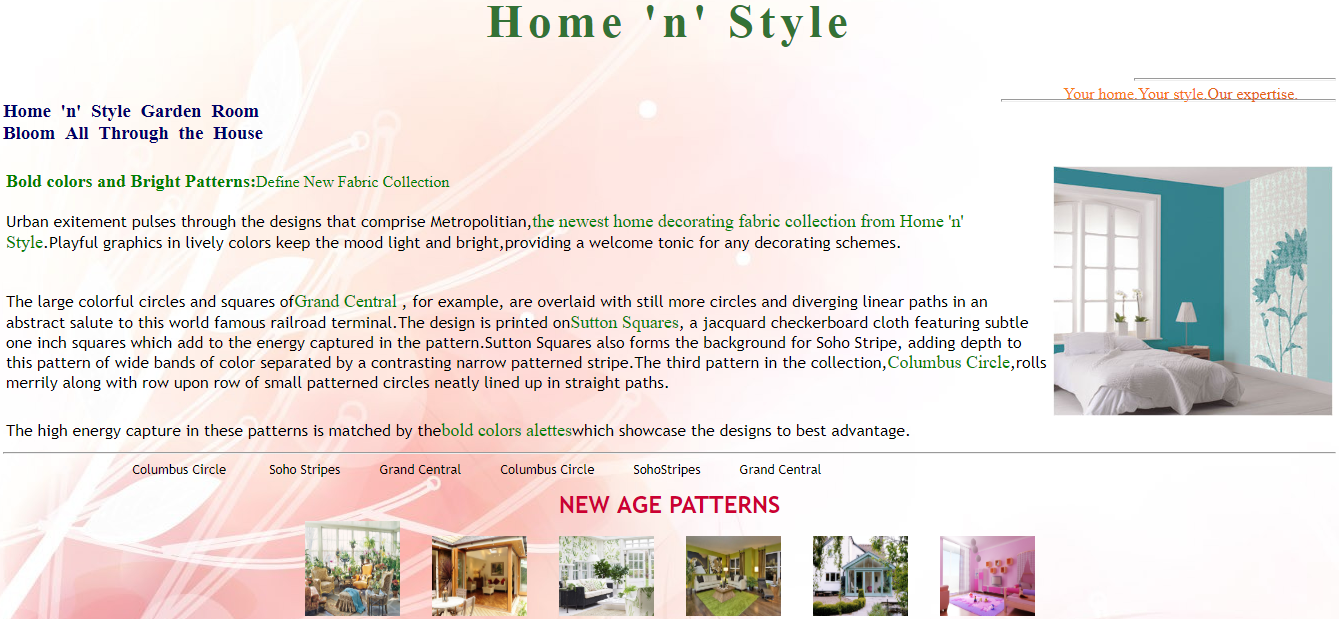 Home 'n' Style
Your home.Your style.Our expertise.
Home 'n' Style Garden Room
Bloom All Through the House
Bold colors and Bright Patterns:Define New Fabric Collection
Urban exitement pulses through the designs that comprise Metropolitian,the newest home decorating fabric collection from Home 'n'
Style.Playful graphics in lively colors keep the mood light and bright,providing a welcome tonic for any decorating schemes.
The large colorful circles and squares ofGrand Central , for example, are overlaid with still more circles and diverging linear paths in an
abstract salute to this world famous railroad terminal.The design is printed onSutton Squares, a jacquard checkerboard cloth featuring subtle
one inch squares which add to the energy captured in the pattern.Sutton Squares also forms the background for Soho Stripe, adding depth to
this pattern of wide bands of color separated by a contrasting narrow patterned stripe.The third pattern in the collection,Columbus Circle,rolls
merrily along with row upon row of small patterned circles neatly lined up in straight paths.
The high energy capture in these patterns is matched by thebold colors aletteswhich showcase the designs to best advantage.
Columbus Circle Soho Stripes Grand Central Columbus Circle SohoStripes Grand Central
NEW AGE PATTERNS